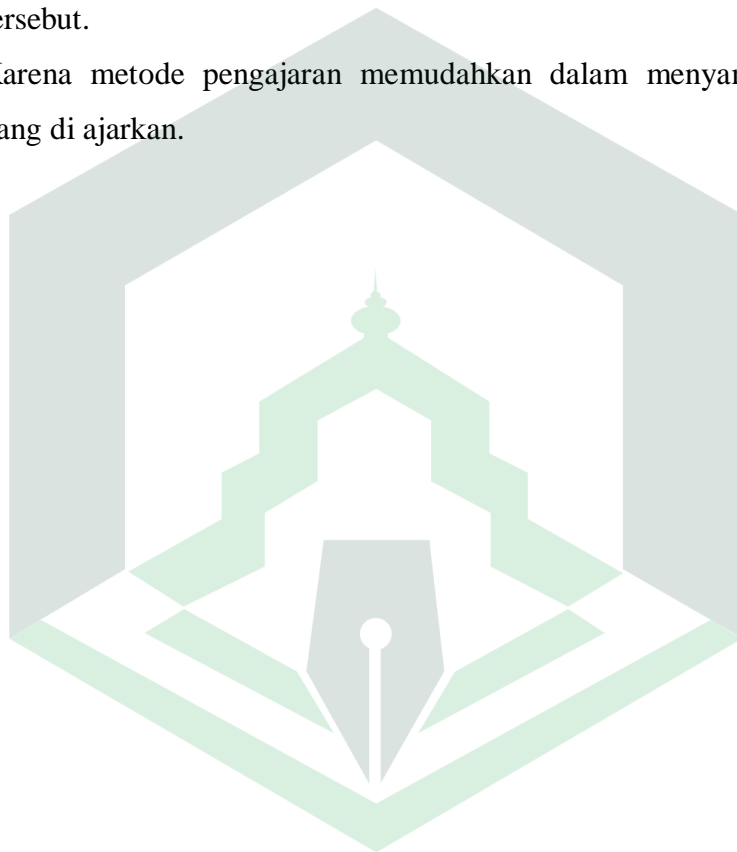 ersebut.
Karena metode pengajaran memudahkan dalam menyam
ang di ajarkan.